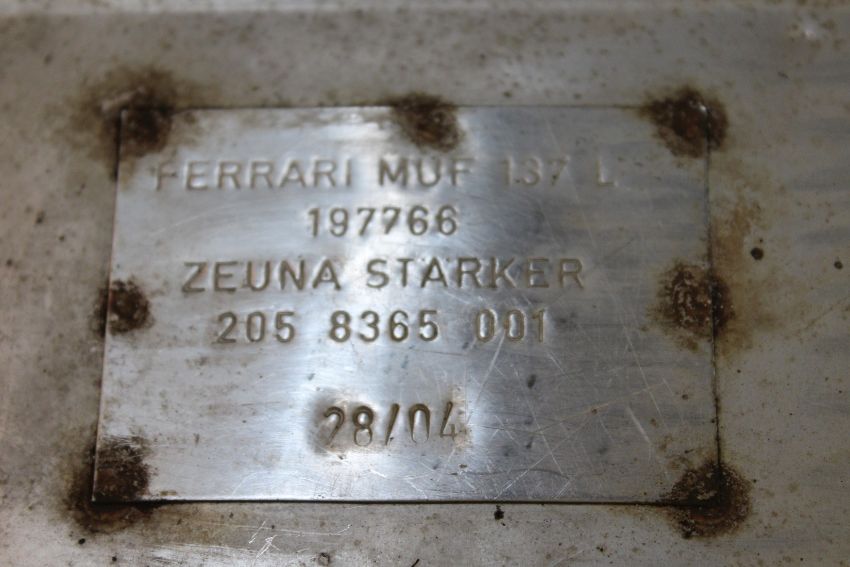 FERRARI MUF 137 L
197766
ZEUNA STARKER
205 8365 001
28/04